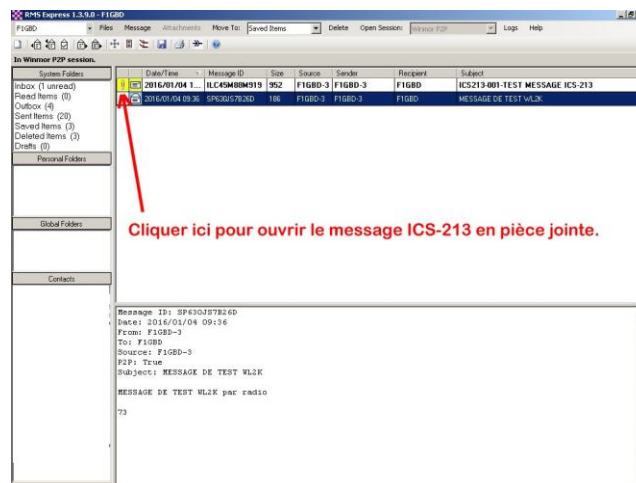 RMS Express 1.3.9.0 - F1GBD
F1GBD Files Message Attachments Move To: Saved Items Delete Open Session: Winmor P2P Logs Help
In Winmor P2P session.
System Folders
Inbox (1 unread)
Read Items (0)
Outbox (4)
Sent Items (20)
Saved Items (3)
Deleted Items (3)
Drafts (0)
Personal Folders
Global Folders
Contacts
Date/Time Message ID Size Source Sender Recipient Subject
2016/01/04 1... ILC45M88M919 952 F1GBD-3 F1GBD-3 F1GBD ICS213-001-TEST MESSAGE ICS-213
2016/01/04 09:36 SP63OJS7B26D 186 F1GBD-3 F1GBD-3 F1GBD MESSAGE DE TEST WL2K
Cliquer ici pour ouvrir le message ICS-213 en pièce jointe.
Message ID: SP63OJS7B26D
Date: 2016/01/04 09:36
From: F1GBD-3
To: F1GBD
Source: F1GBD-3
P2P: True
Subject: MESSAGE DE TEST WL2K
MESSAGE DE TEST WL2K par radio
73